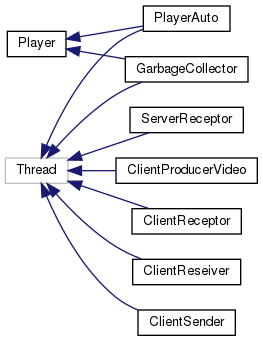 PlayerAuto
Player
GarbageCollector
ServerReceptor
Thread
ClientProducerVideo
ClientReceptor
ClientReseiver
ClientSender